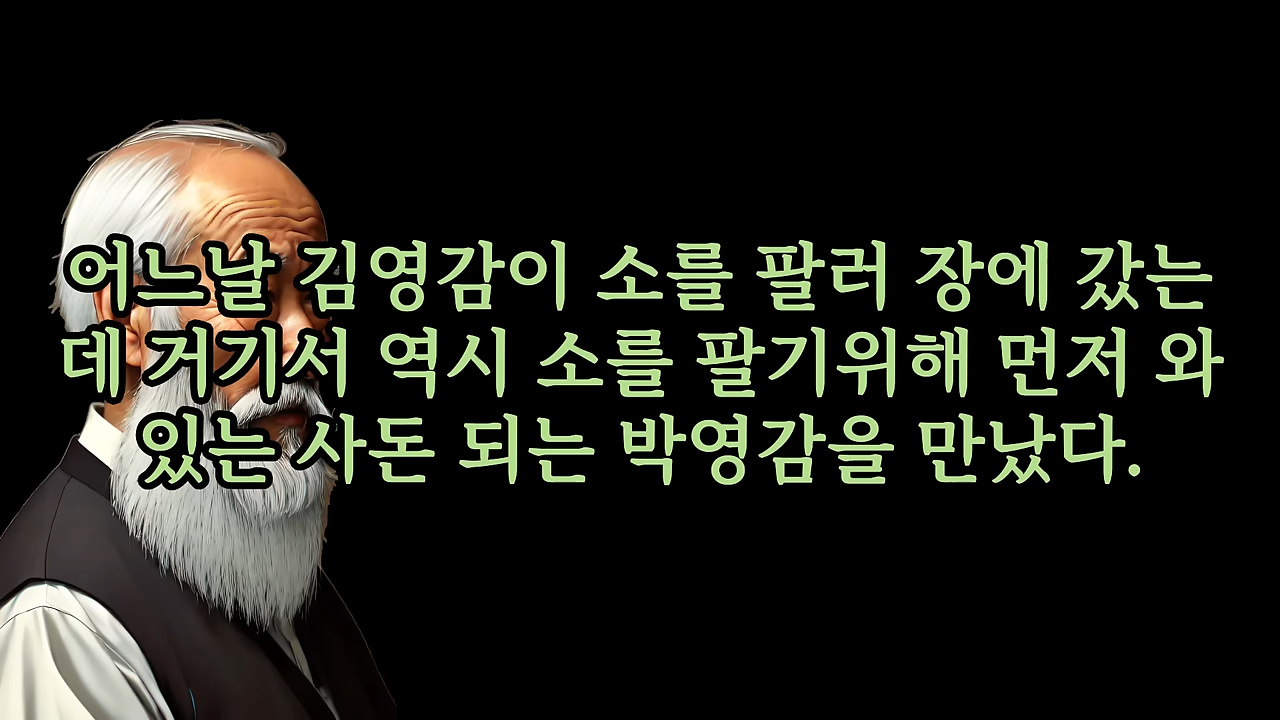 어느날 김영감이 소를 팔러 장에 갔는
데 거기서 역시 소를 팔기위해 먼저 와
있는 사돈 되는 박영감을 만났다.